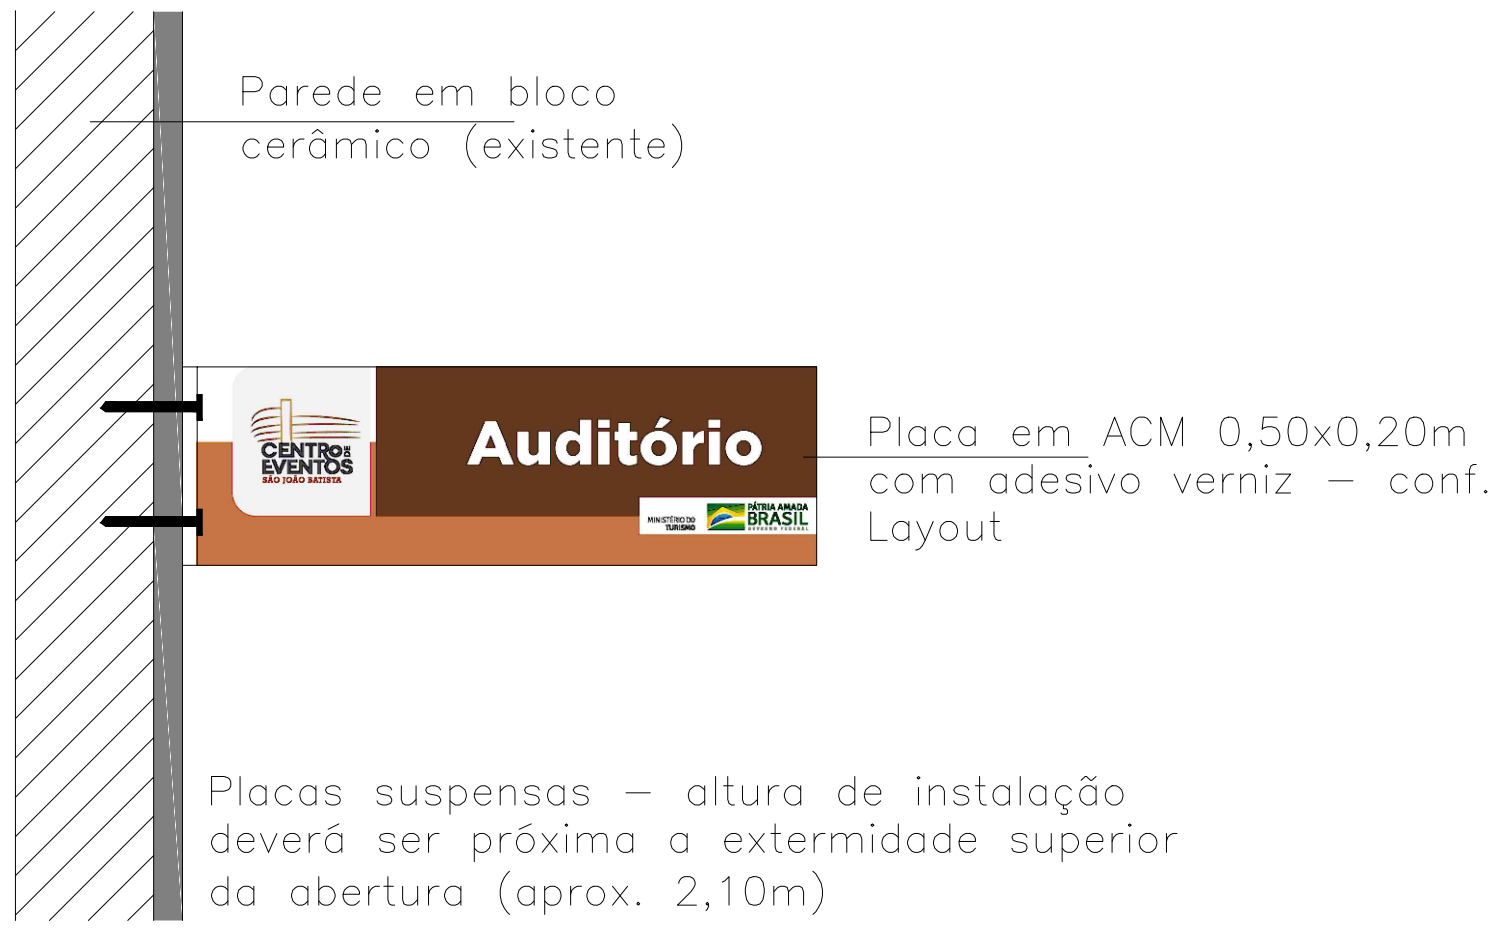 Parede em bloco
cerâmico (existente)
CENTRO DE
EVENTOS
SÃO JOÃO BATISTA
Auditório
MINISTÉRIO DO
TURISMO
PÁTRIA AMADA
BRASIL
GOVERNO FEDERAL
Placa em ACM 0,50x0,20m
com adesivo verniz – conf.
Layout
Placas suspensas – altura de instalação
deverá ser próxima a extermidade superior
da abertura (aprox. 2,10m)